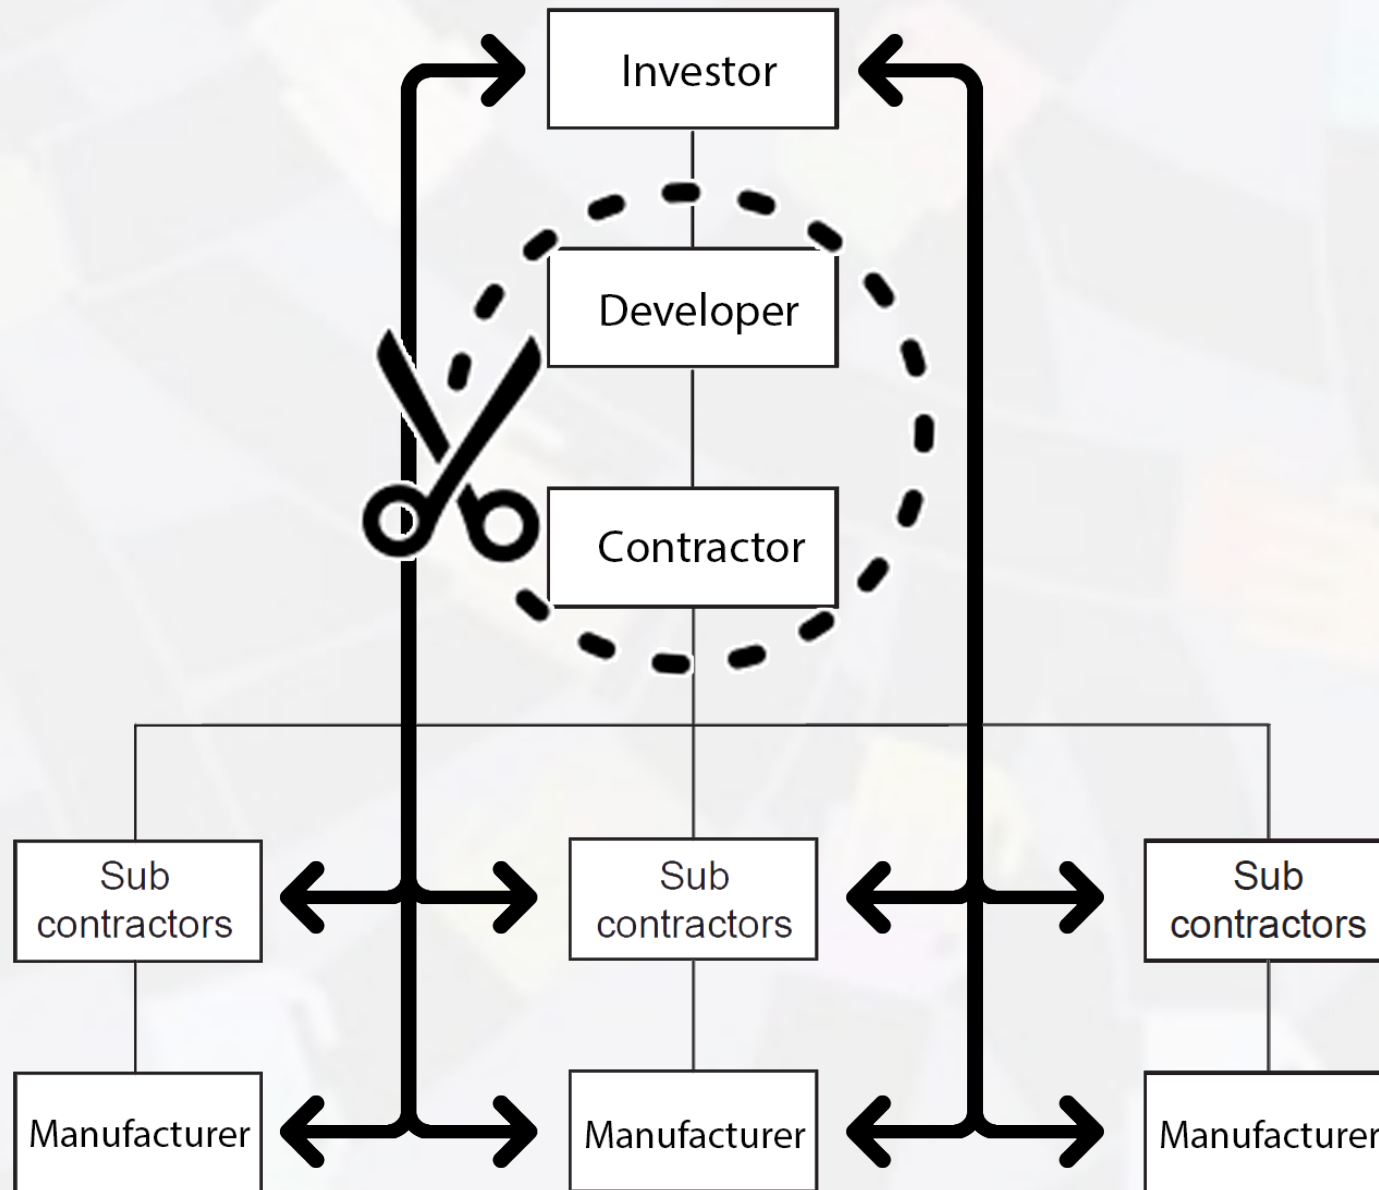 Investor
Developer
Contractor
Sub
contractors
Sub
contractors
Sub
contractors
Manufacturer
Manufacturer
Manufacturer